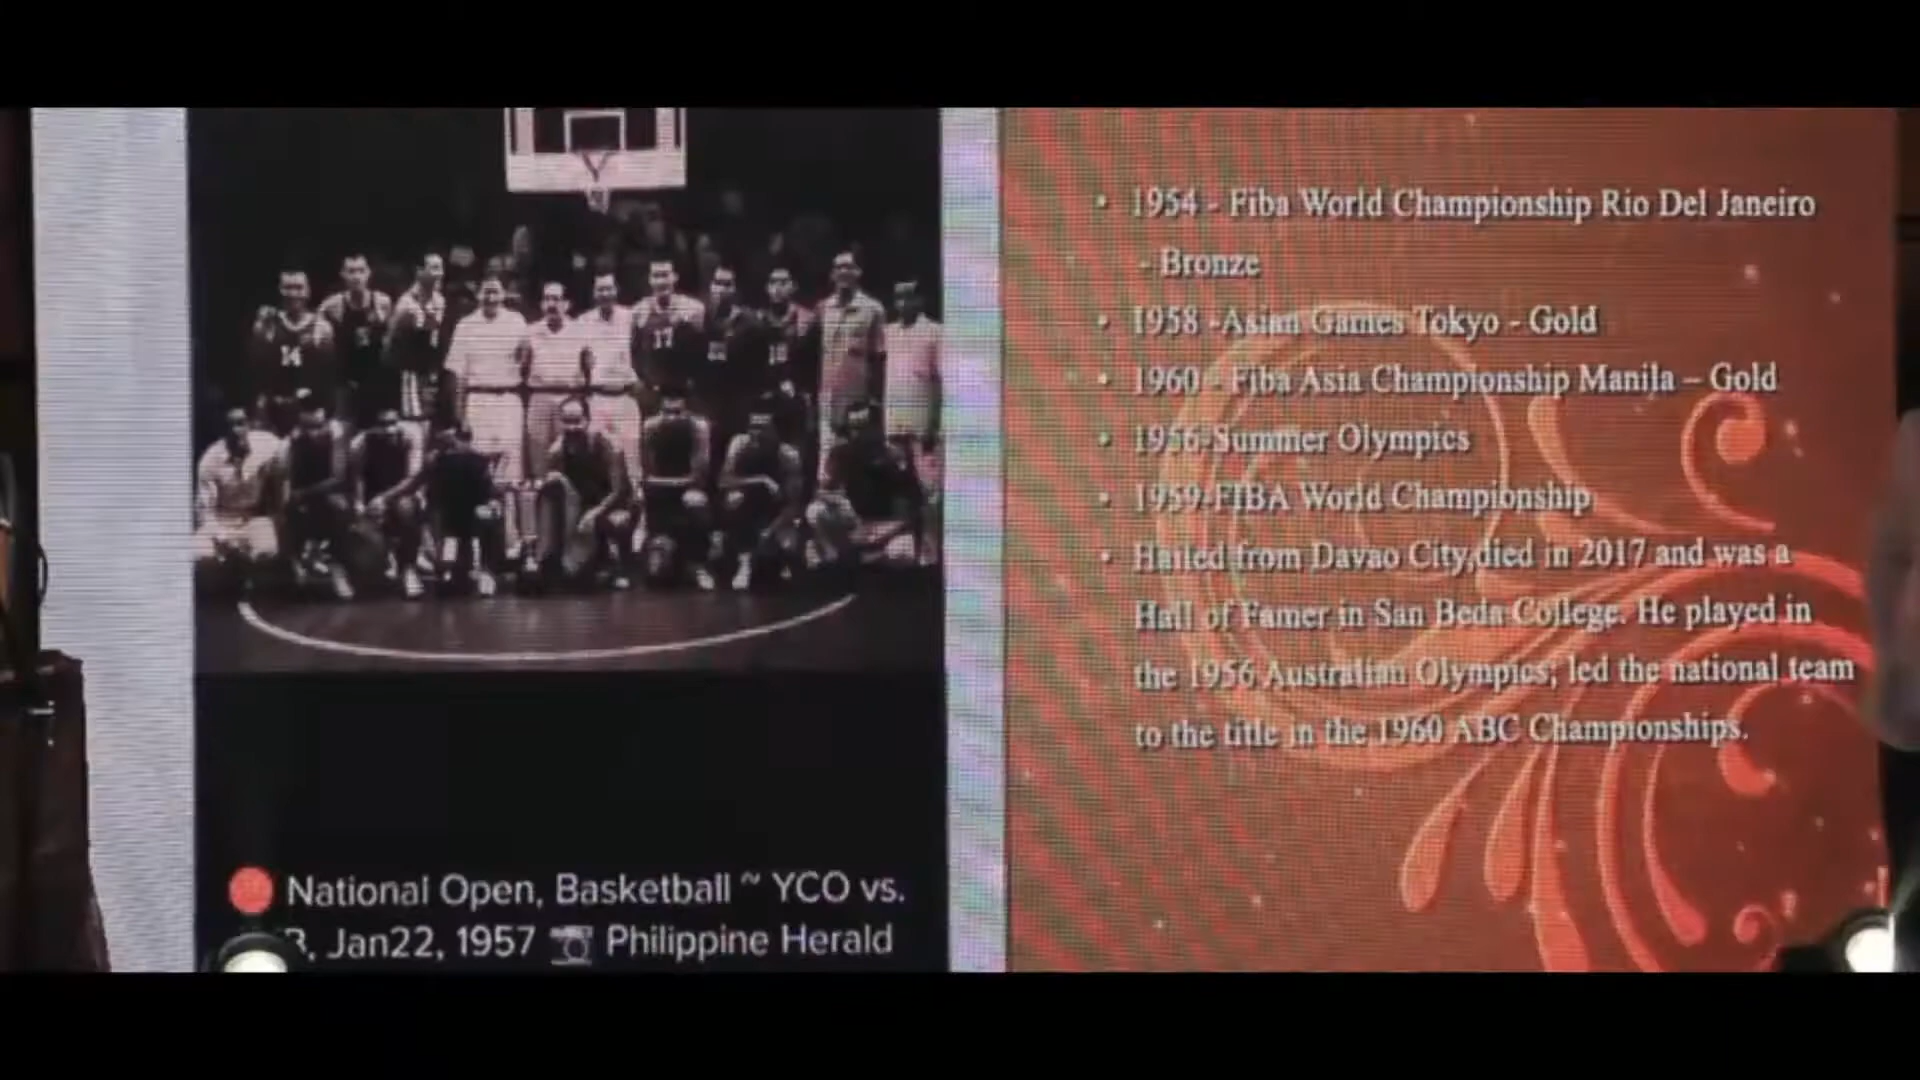 14
17
National Open, Basketball ~ YCO vs.
, Jan22, 1957 Philippine Herald
• 1954 - Fiba World Championship Rio Del Janeiro
- Bronze
• 1958 -Asian Games Tokyo - Gold
• 1960 - Fiba Asia Championship Manila – Gold
• 1956-Summer Olympics
• 1959-FIBA World Championship
• Hailed from Davao City,died in 2017 and was a
Hall of Famer in San Beda College. He played in
the 1956 Australian Olympics; led the national team
to the title in the 1960 ABC Championships.